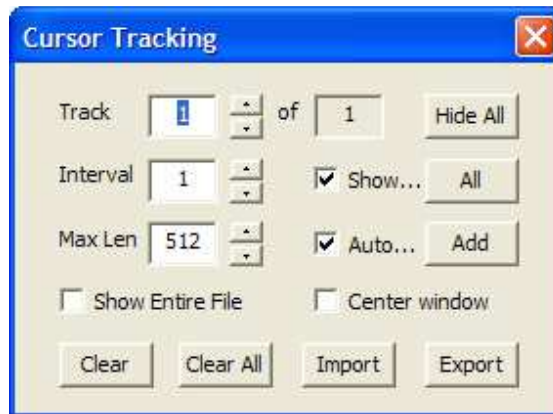 Cursor Tracking
Track 1 of 1 Hide All
Interval 1 Show... All
Max Len 512 Auto... Add
Show Entire File Center window
Clear Clear All Import Export